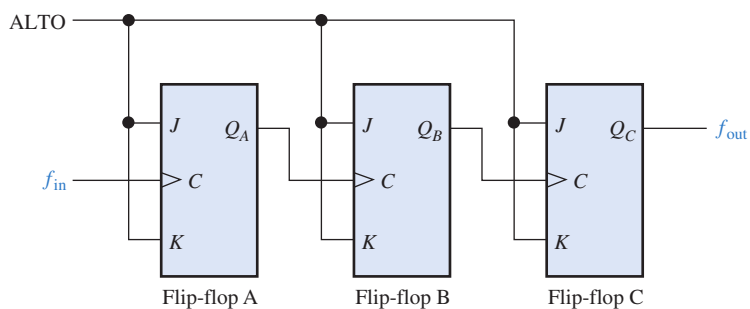 ALTO
J
Q_A
J
Q_B
J
Q_C
f_out
f_in
C
C
C
K
K
K
Flip-flop A
Flip-flop B
Flip-flop C